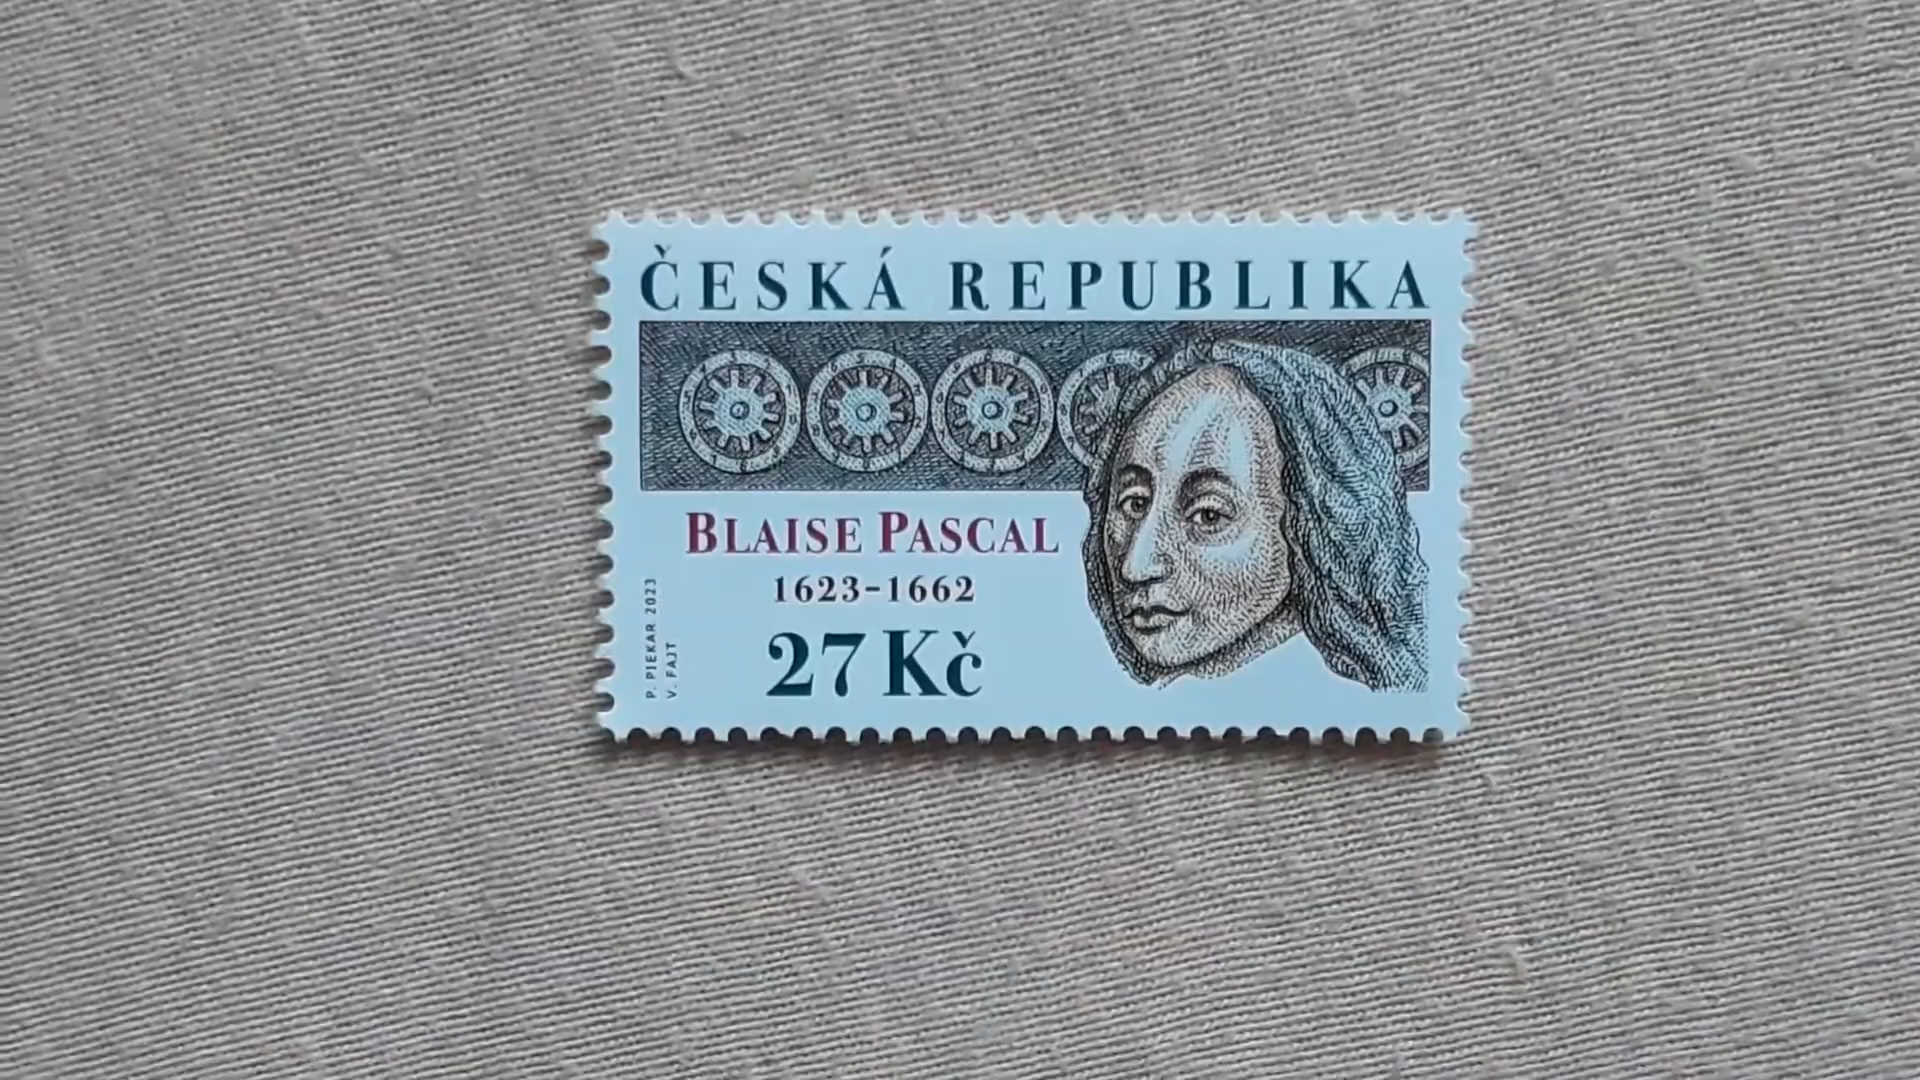 ČESKÁ REPUBLIKA
BLAISE PASCAL
1623-1662
27 Kč
P. PIEKAR 2023
V. FAJT